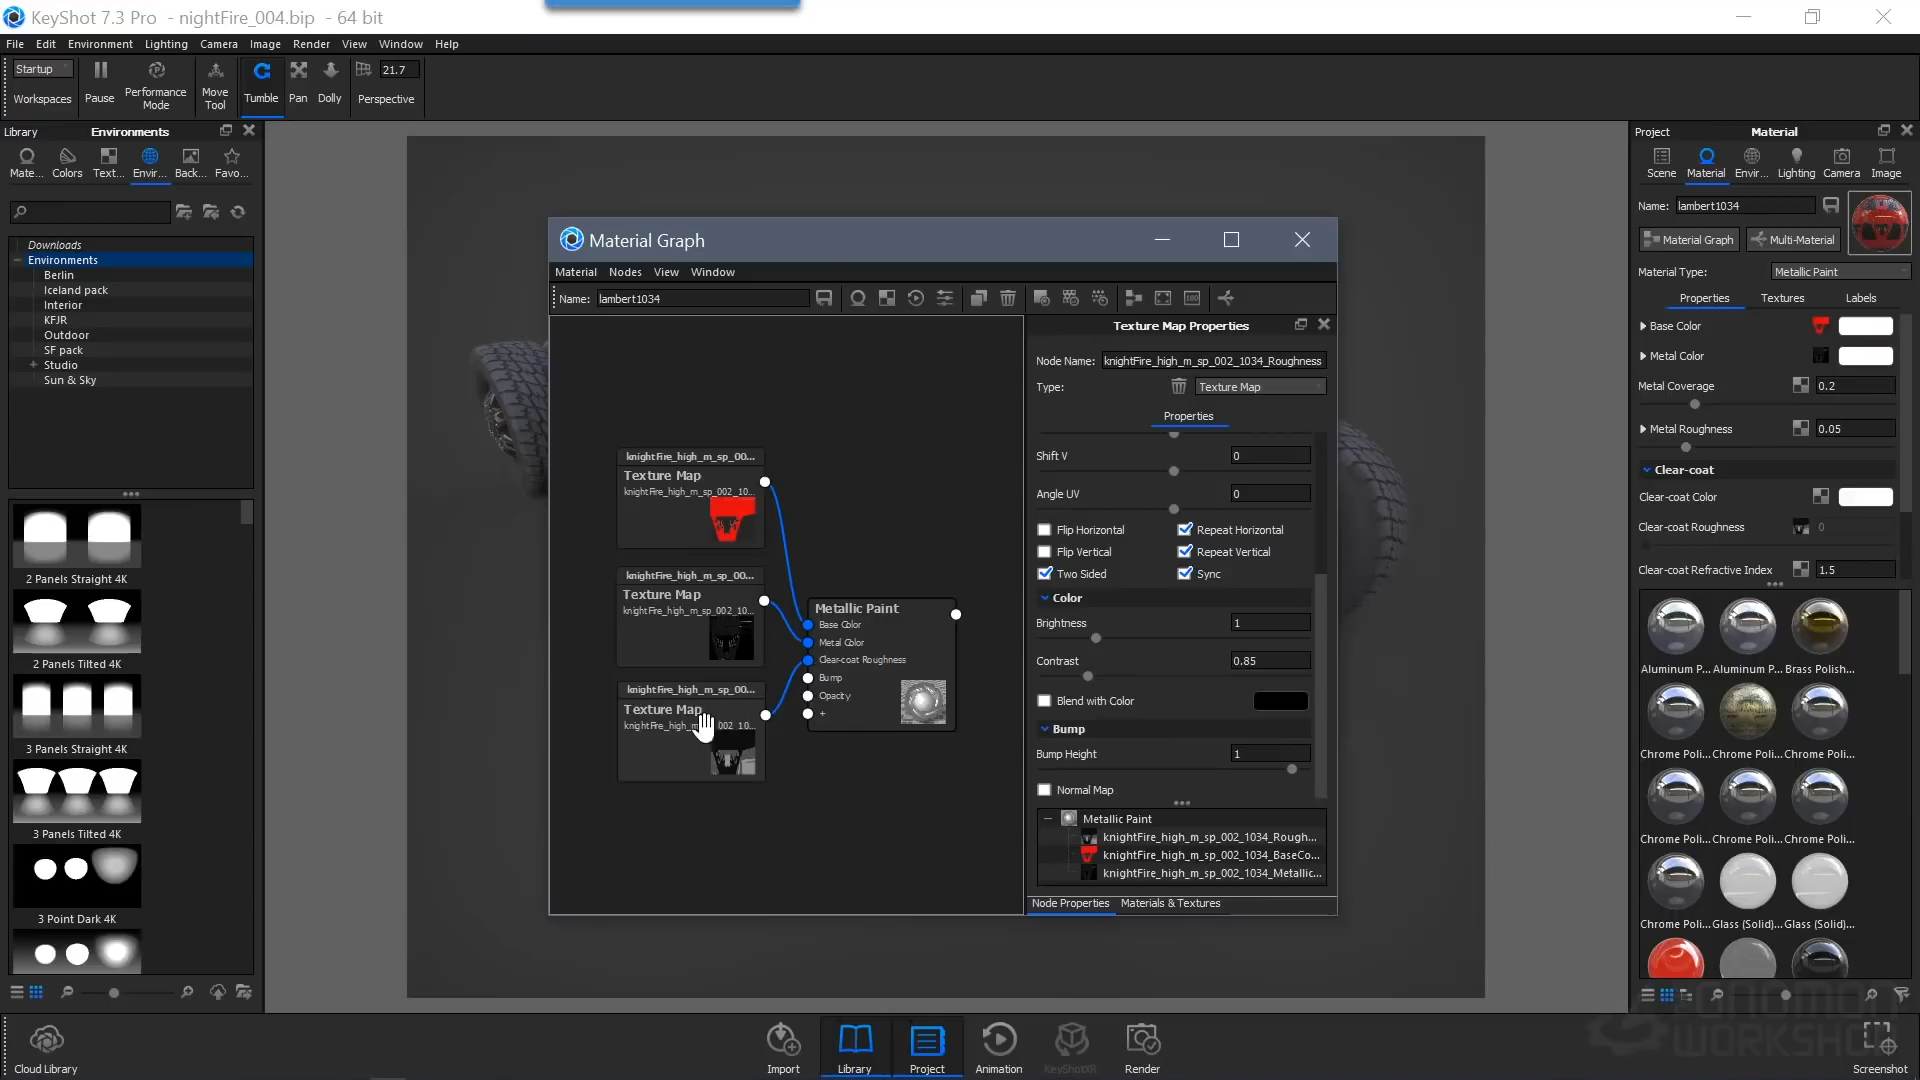 KeyShot 7.3 Pro - nightFire_004.bip - 64 bit
File Edit Environment Lighting Camera Image Render View Window Help
Startup
Workspaces
Pause
Performance
Mode
Move
Tool
Tumble
Pan
Dolly
21.7
Perspective
Library
Environments
Mate... Colors Text... Envir... Back... Favo...
Downloads
Environments
Berlin
Iceland pack
Interior
KFJR
Outdoor
SF pack
Studio
Sun & Sky
2 Panels Straight 4K
2 Panels Tilted 4K
3 Panels Straight 4K
3 Panels Tilted 4K
3 Point Dark 4K
Material Graph
Material Nodes View Window
Name: lambert1034
knightFire_high_m_sp_00...
Texture Map
knightFire_high_m_sp_002_10...
knightFire_high_m_sp_00...
Texture Map
knightFire_high_m_sp_002_10...
knightFire_high_m_sp_00...
Texture Map
Metallic Paint
Base Color
Metal Color
Clear-coat Roughness
Bump
Opacity
+
Texture Map Properties
Node Name: knightFire_high_m_sp_002_1034_Roughness
Type: Texture Map
Properties
Shift V 0
Angle UV 0
Flip Horizontal Repeat Horizontal
Flip Vertical Repeat Vertical
Two Sided Sync
Color
Brightness 1
Contrast 0.85
Blend with Color
Bump
Bump Height 1
Normal Map
Metallic Paint
knightFire_high_m_sp_002_1034_Rough...
knightFire_high_m_sp_002_1034_BaseCo...
knightFire_high_m_sp_002_1034_Metallic...
Node Properties Materials & Textures
Project
Material
Scene Material Envir... Lighting Camera Image
Name: lambert1034
Material Graph Multi-Material
Material Type: Metallic Paint
Properties Textures Labels
Base Color
Metal Color
Metal Coverage 0.2
Metal Roughness 0.05
Clear-coat
Clear-coat Color
Clear-coat Roughness 0
Clear-coat Refractive Index 1.5
Aluminum P... Aluminum P... Brass Polish...
Chrome Poli... Chrome Poli... Chrome Poli...
Chrome Poli... Chrome Poli... Chrome Poli...
Chrome Poli... Glass (Solid)... Glass (Solid)...
Cloud Library
Import
Library
Project
Animation
KeyShotXR
Render
Screenshot
GNOMON
WORKSHOP